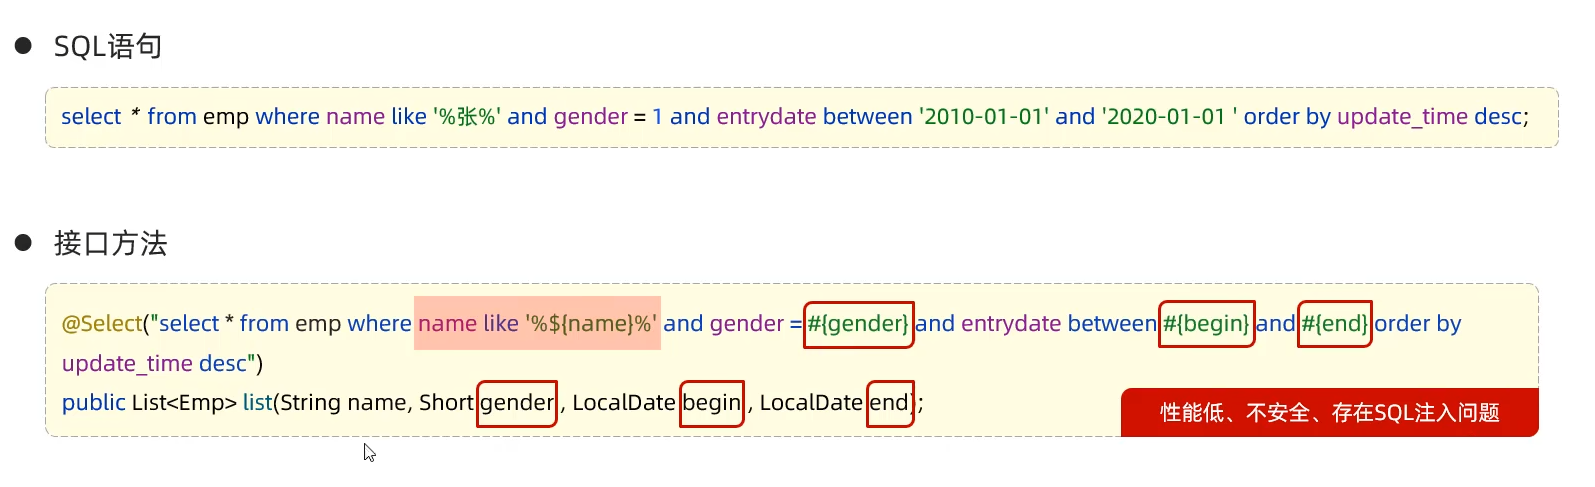 ● SQL语句
select * from emp where name like '%张%' and gender = 1 and entrydate between '2010-01-01' and '2020-01-01 ' order by update_time desc;
● 接口方法
@Select("select * from emp where name like '%${name}%' and gender = #{gender} and entrydate between #{begin} and #{end} order by
update_time desc")
public List<Emp> list(String name, Short gender , LocalDate begin , LocalDate end);
性能低、不安全、存在SQL注入问题